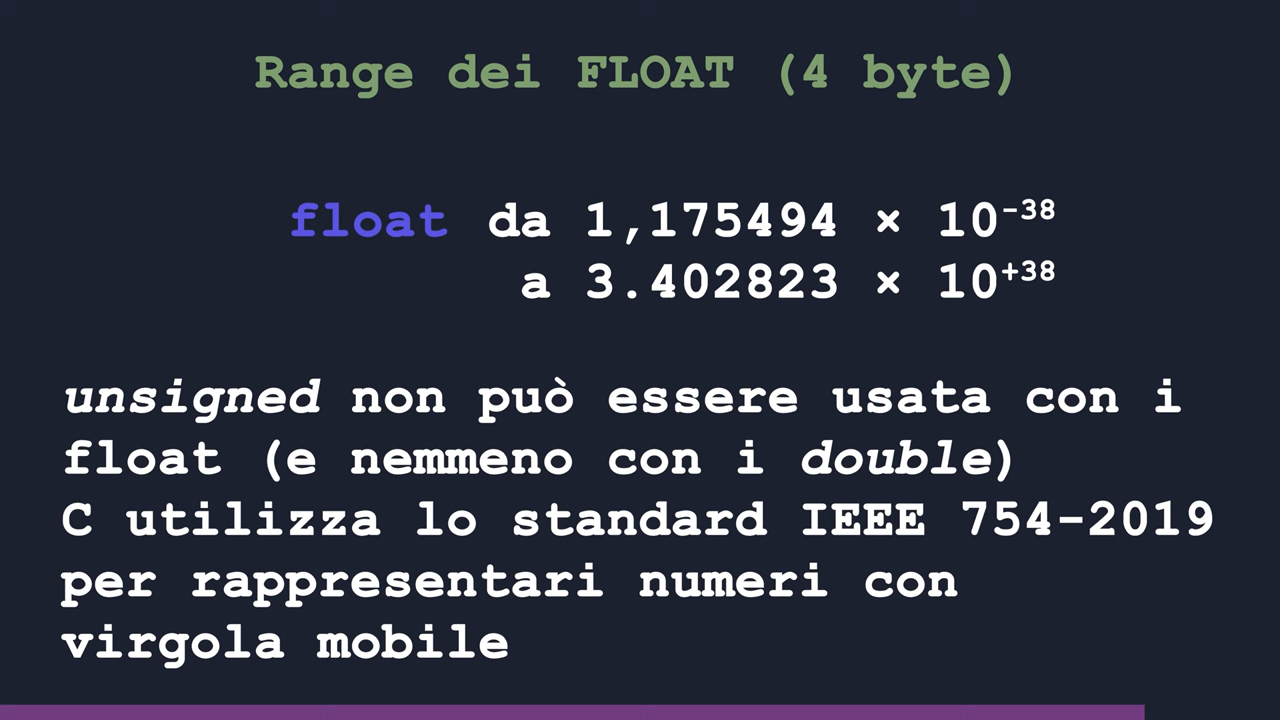 Range dei FLOAT (4 byte)
float da 1,175494 × 10⁻³⁸
a 3.402823 × 10⁺³⁸
unsigned non può essere usata con i
float (e nemmeno con i double)
C utilizza lo standard IEEE 754-2019
per rappresentari numeri con
virgola mobile